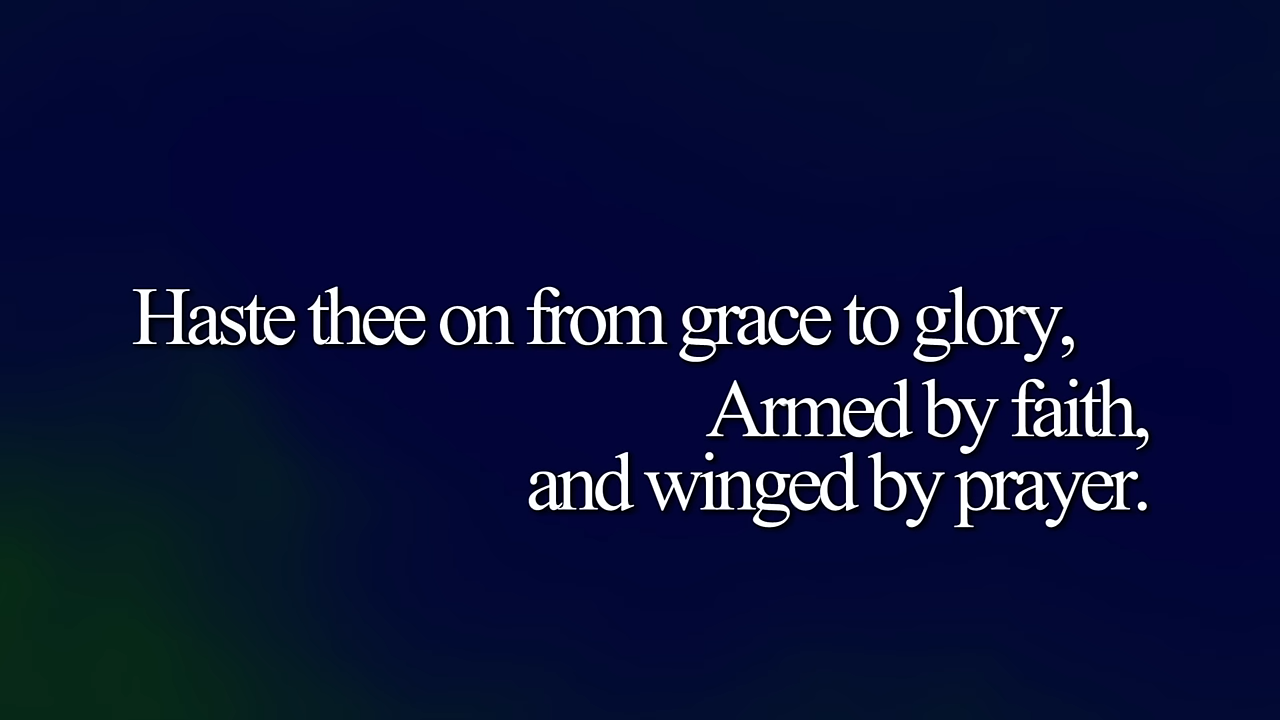 Haste thee on from grace to glory,
Armed by faith,
and winged by prayer.